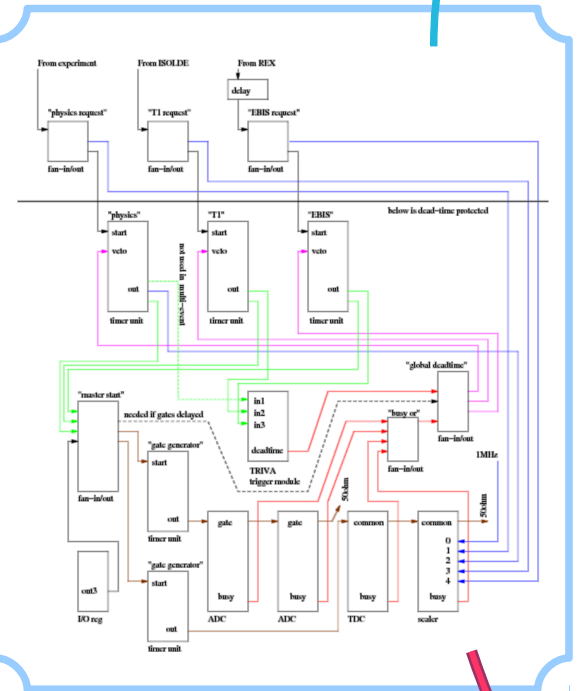 From experiment
From ISOLDE
From REX
delay
"physics request"
"T1 request"
"EBIS request"
fan-in/out
fan-in/out
fan-in/out
below is dead-time protected
"physics"
"T1"
"EBIS"
start
start
start
veto
veto
veto
not used in multi-event
out
out
out
timer unit
timer unit
timer unit
"global deadtime"
"master start"
in1
in2
in3
needed if gates delayed
"busy or"
"gate generator"
deadtime
fan-in/out
start
TRIVA
trigger module
fan-in/out
1MHz
fan-in/out
50ohm
50ohm
out
gate
gate
common
common
timer unit
0
1
2
3
4
"gate generator"
start
out3
busy
busy
busy
busy
I/O reg
ADC
ADC
TDC
scaler
out
timer unit